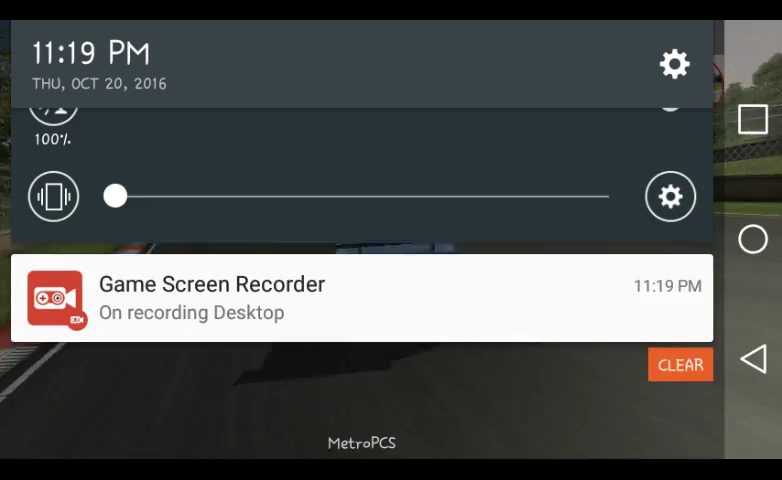 11:19 PM
THU, OCT 20, 2016
100%
Game Screen Recorder
11:19 PM
On recording Desktop
CLEAR
MetroPCS